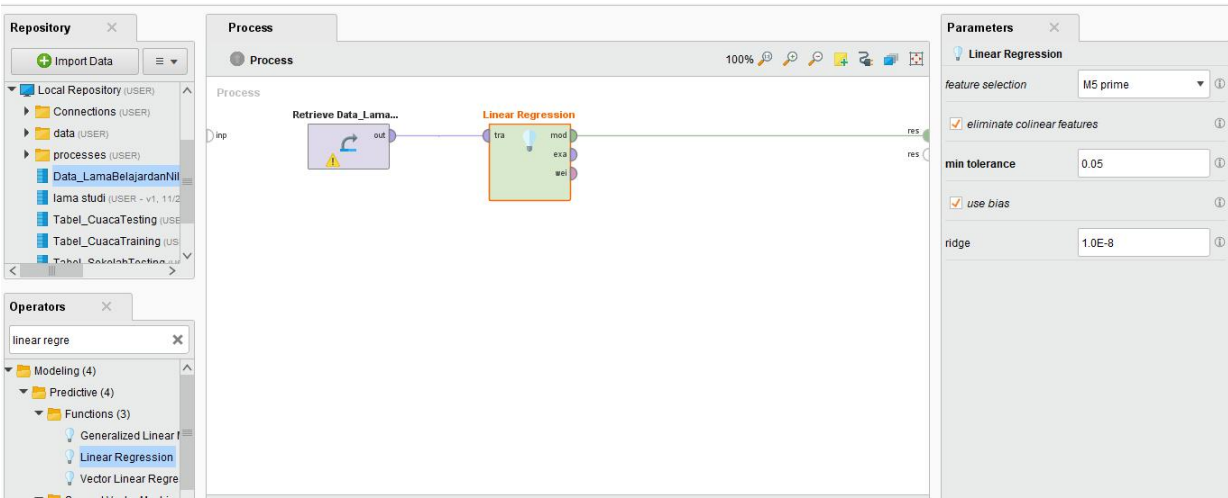 Repository
Import Data
Local Repository (USER)
Connections (USER)
data (USER)
processes (USER)
Data_LamaBelajardanNil
lama studi (USER - v1, 11/2
Tabel_CuacaTesting (USE
Tabel_CuacaTraining (US
Tabel_SekolahTesting
Operators
linear regre
Modeling (4)
Predictive (4)
Functions (3)
Generalized Linear
Linear Regression
Vector Linear Regre
Process
Process
100%
Process
inp
Retrieve Data_Lama...
out
Linear Regression
tra
mod
exa
wei
res
res
Parameters
Linear Regression
feature selection
M5 prime
eliminate colinear features
min tolerance
0.05
use bias
ridge
1.0E-8